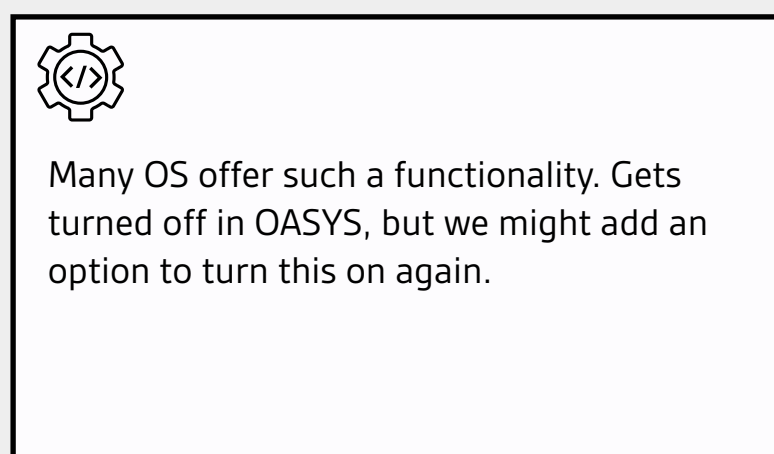 Many OS offer such a functionality. Gets
turned off in OASYS, but we might add an
option to turn this on again.